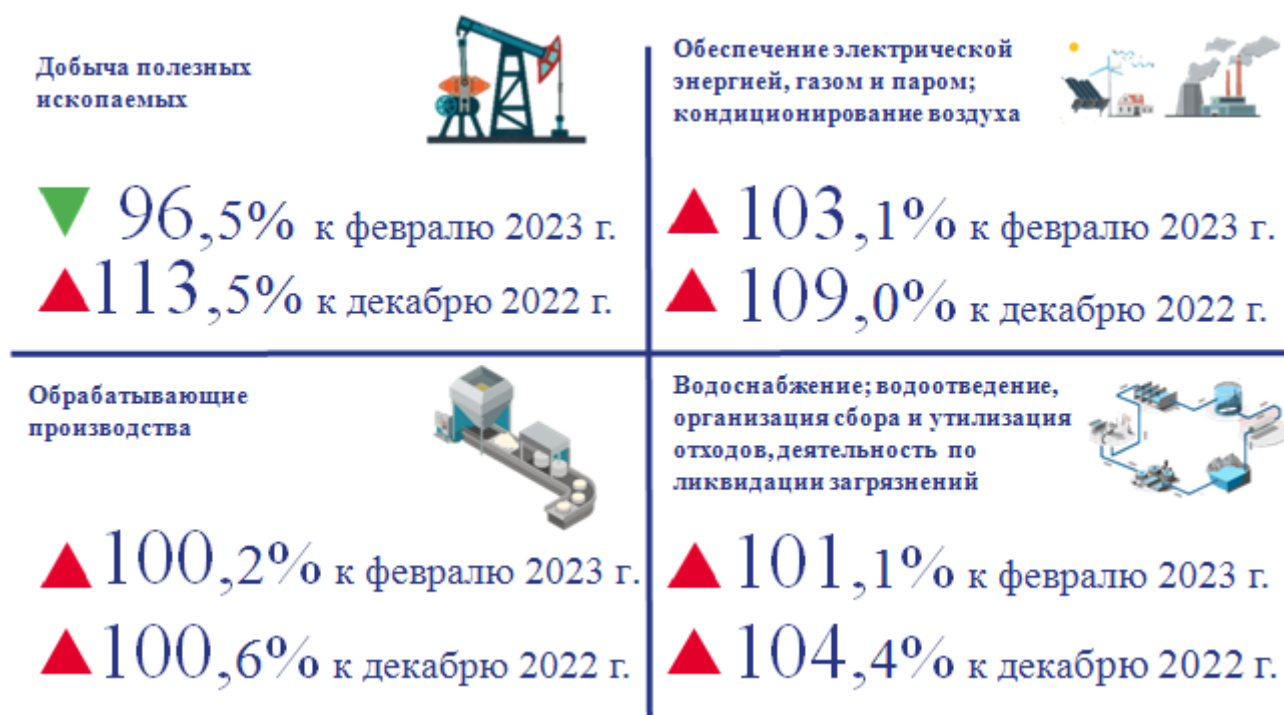 Добыча полезных
ископаемых
96,5% к февралю 2023 г.
113,5% к декабрю 2022 г.
Обеспечение электрической
энергией, газом и паром;
кондиционирование воздуха
103,1% к февралю 2023 г.
109,0% к декабрю 2022 г.
Обрабатывающие
производства
100,2% к февралю 2023 г.
100,6% к декабрю 2022 г.
Водоснабжение; водоотведение,
организация сбора и утилизация
отходов, деятельность по
ликвидации загрязнений
101,1% к февралю 2023 г.
104,4% к декабрю 2022 г.